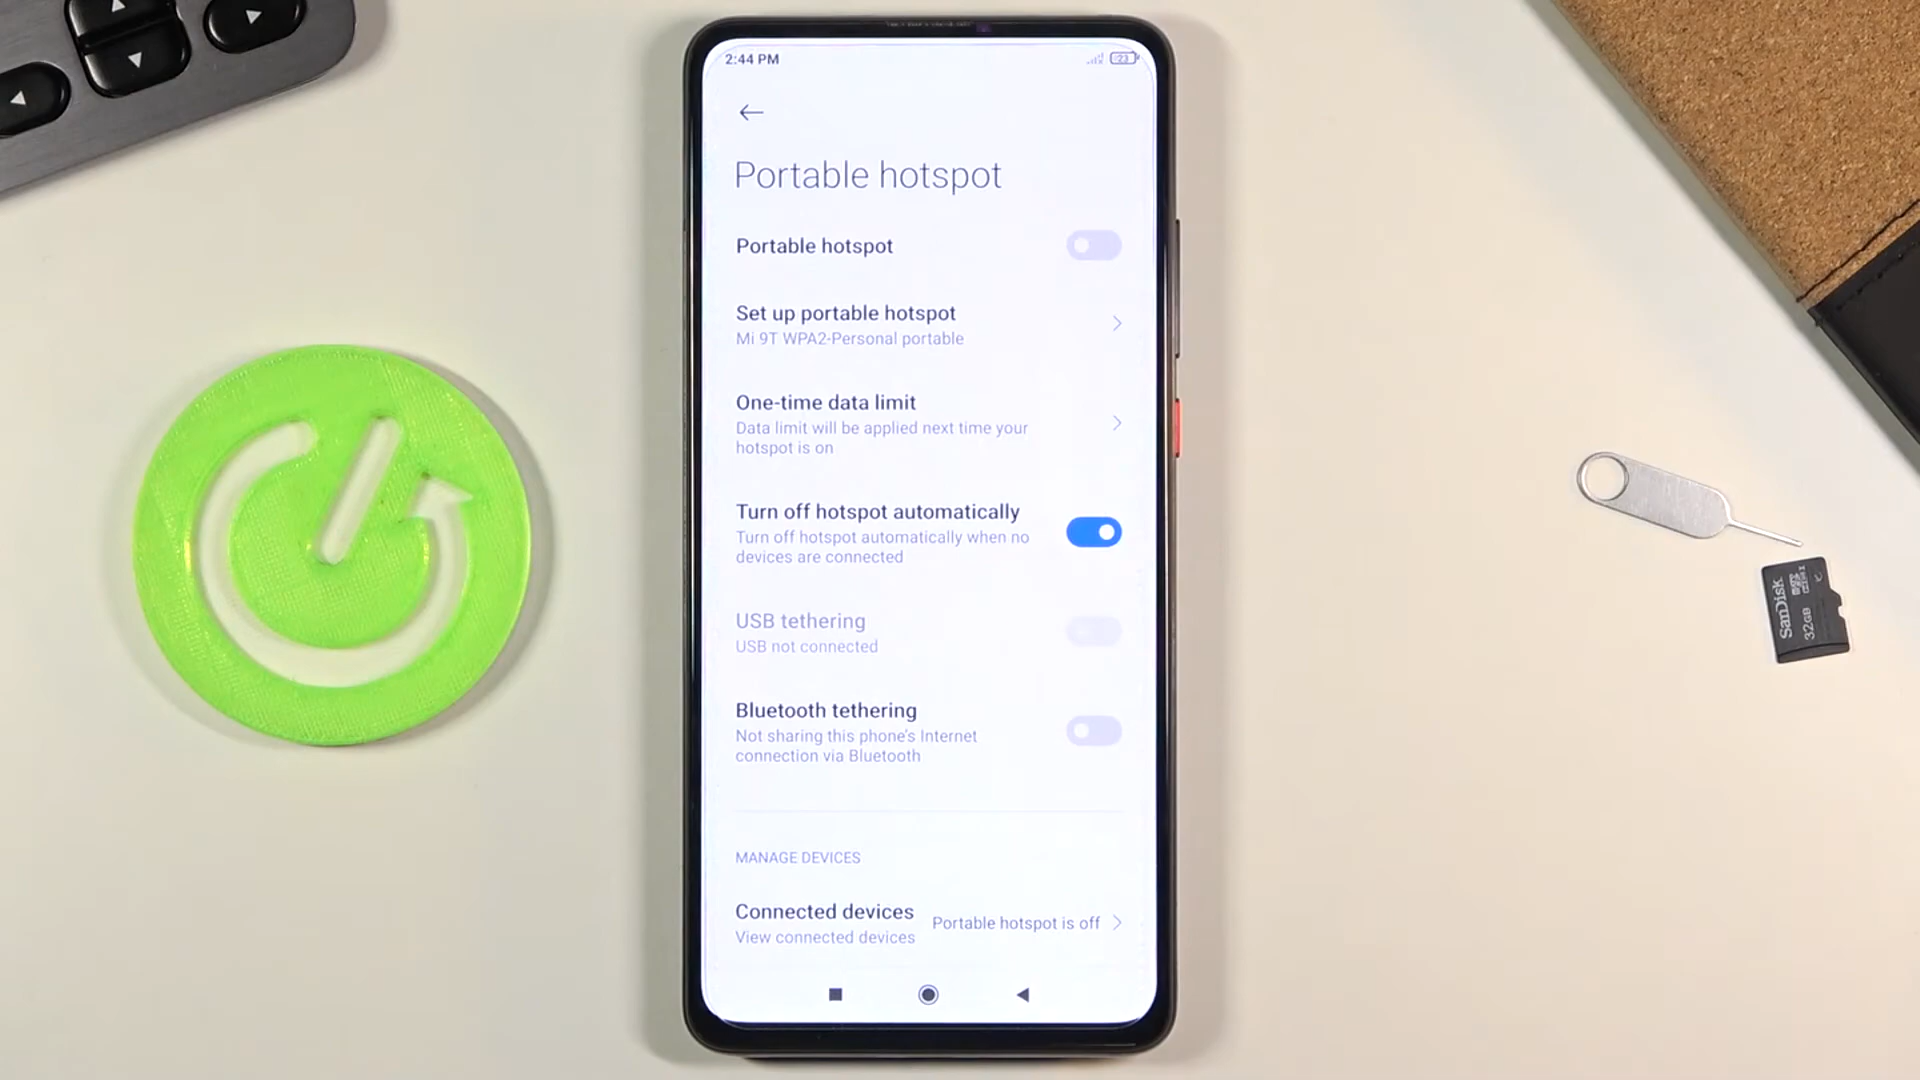 2:44 PM
23
Portable hotspot
Portable hotspot
Set up portable hotspot
Mi 9T WPA2-Personal portable
One-time data limit
Data limit will be applied next time your
hotspot is on
Turn off hotspot automatically
Turn off hotspot automatically when no
devices are connected
USB tethering
USB not connected
Bluetooth tethering
Not sharing this phone's Internet
connection via Bluetooth
MANAGE DEVICES
Connected devices
View connected devices
Portable hotspot is off
SanDisk
32GB